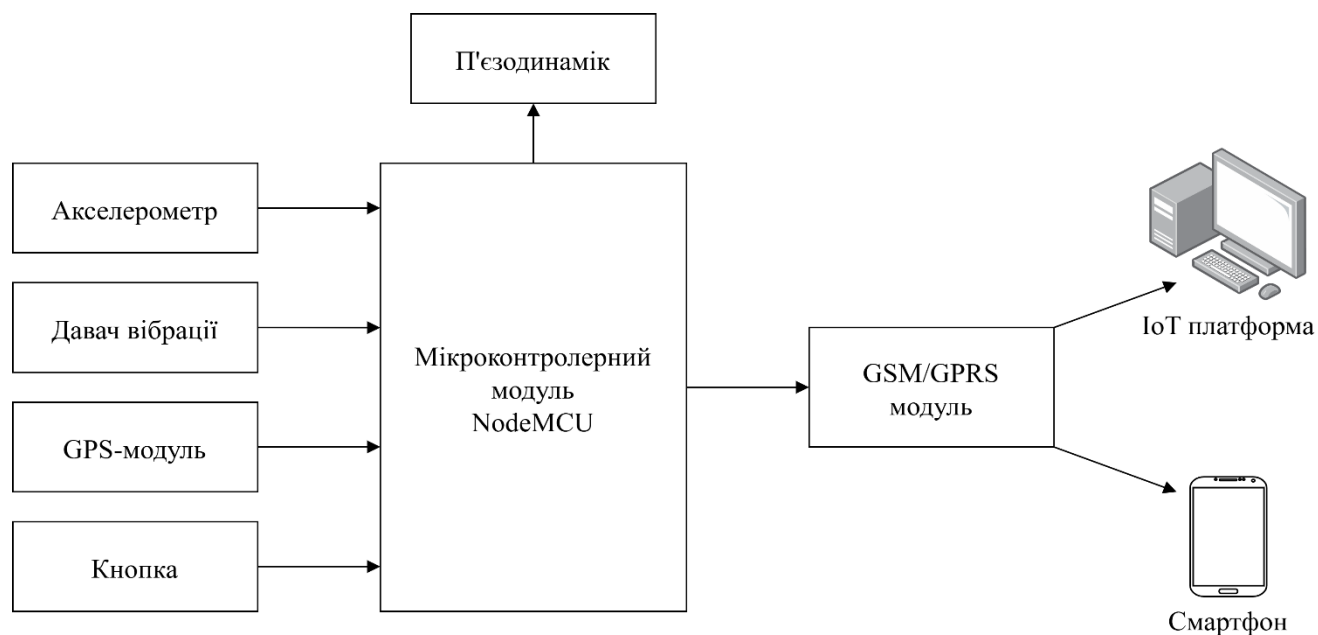 П'єзодинамік
Акселерометр
Давач вібрації
GPS-модуль
Кнопка
Мікроконтролерний
модуль
NodeMCU
GSM/GPRS
модуль
IoT платформа
Смартфон